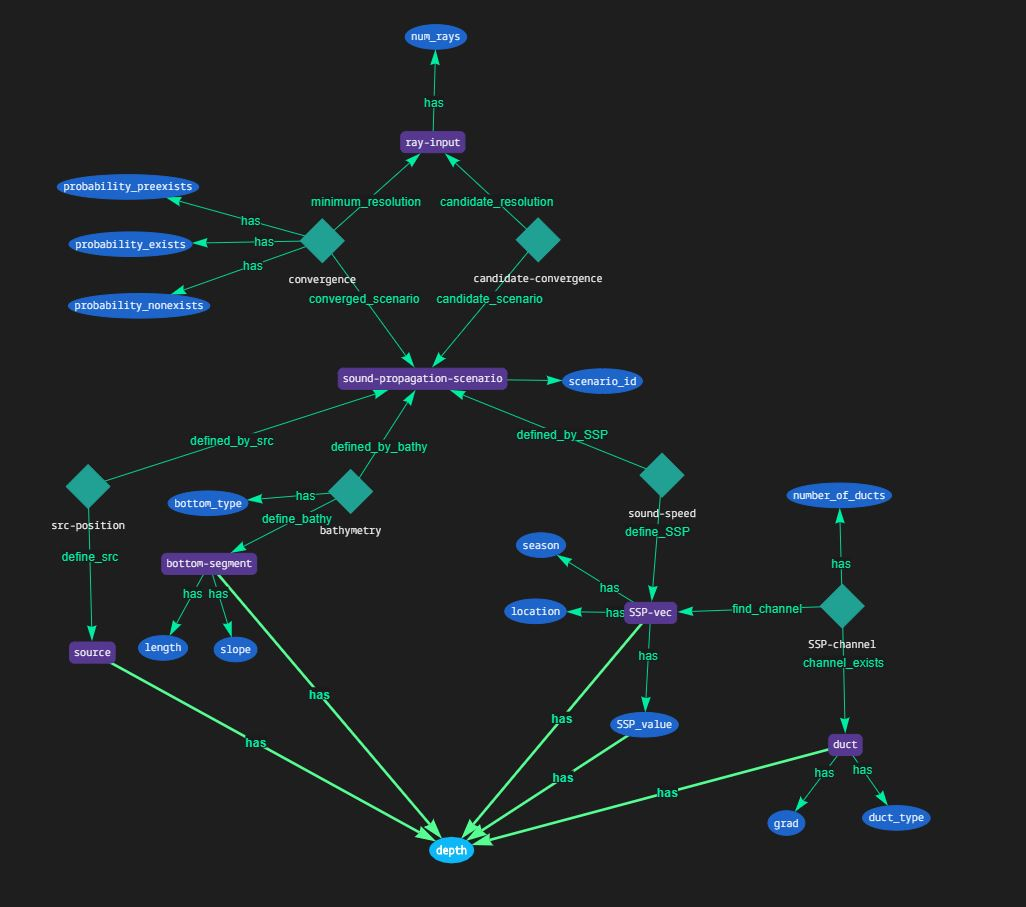 num_rays
has
ray-input
probability_preexists
minimum_resolution
candidate_resolution
has
probability_exists
has
has
convergence
candidate-convergence
probability_nonexists
converged_scenario
candidate_scenario
sound-propagation-scenario
scenario_id
defined_by_src
defined_by_bathy
defined_by_SSP
bottom_type
has
number_of_ducts
src-position
define_bathy
bathymetry
sound-speed
define_SSP
define_src
bottom-segment
season
has
has
has
has
location
has
SSP-vec
find_channel
source
length
slope
has
SSP-channel
channel_exists
has
has
has
SSP_value
duct
has
has
has
has
grad
duct_type
depth